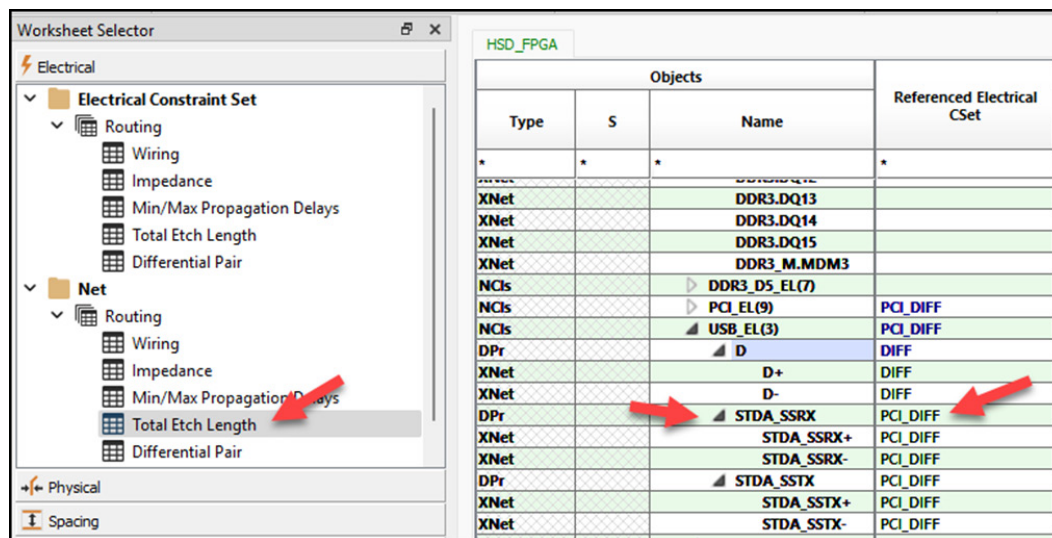 Worksheet Selector
Electrical
Electrical Constraint Set
Routing
Wiring
Impedance
Min/Max Propagation Delays
Total Etch Length
Differential Pair
Net
Routing
Wiring
Impedance
Min/Max Propagation Delays
Total Etch Length
Differential Pair
Physical
Spacing
HSD_FPGA
Objects
Type S Name Referenced Electrical CSet
* * * *
XNet DDR3.DQ12
XNet DDR3.DQ13
XNet DDR3.DQ14
XNet DDR3.DQ15
XNet DDR3_M.MDM3
NCls DDR3_D5_EL(7)
NCls PCI_EL(9) PCI_DIFF
NCls USB_EL(3) PCI_DIFF
DPr D DIFF
XNet D+ DIFF
XNet D- DIFF
DPr STDA_SSRX PCI_DIFF
XNet STDA_SSRX+ PCI_DIFF
XNet STDA_SSRX- PCI_DIFF
DPr STDA_SSTX PCI_DIFF
XNet STDA_SSTX+ PCI_DIFF
XNet STDA_SSTX- PCI_DIFF